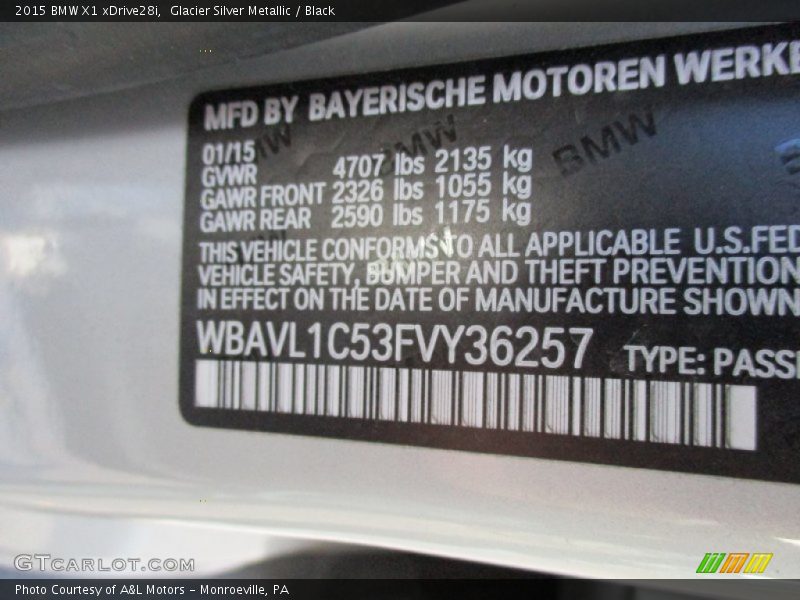 2015 BMW X1 xDrive28i, Glacier Silver Metallic / Black
MFD BY BAYERISCHE MOTOREN WERKE
01/15
GVWR 4707 lbs 2135 kg
GAWR FRONT 2326 lbs 1055 kg
GAWR REAR 2590 lbs 1175 kg
BMW BMW BMW
THIS VEHICLE CONFORMS TO ALL APPLICABLE U.S.FED
VEHICLE SAFETY, BUMPER AND THEFT PREVENTION
IN EFFECT ON THE DATE OF MANUFACTURE SHOWN
WBAVL1C53FVY36257 TYPE: PASS
GTCARLOT.COM
Photo Courtesy of A&L Motors – Monroeville, PA